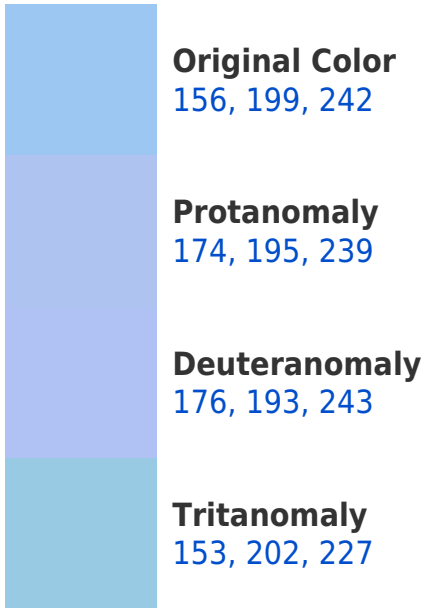 Original Color
156, 199, 242
Protanomaly
174, 195, 239
Deuteranomaly
176, 193, 243
Tritanomaly
153, 202, 227